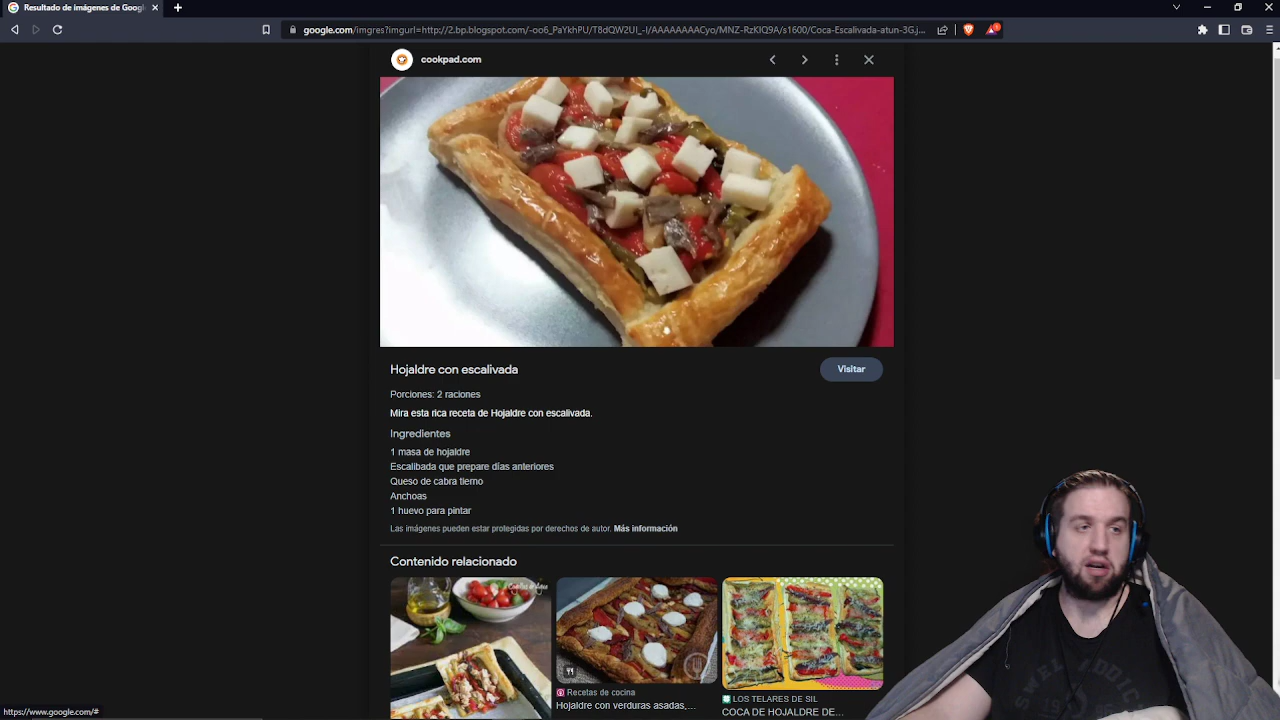 Resultado de imágenes de Googl
google.com/imgres?imgurl=http://2.bp.blogspot.com/-oo6_PaYkhPU/T8dQW2UI_-I/AAAAAAAACyo/MNZ-RzKIQ9A/s1600/Coca-Escalivada-atun-3G.j...
cookpad.com
Hojaldre con escalivada
Visitar
Porciones: 2 raciones
Mira esta rica receta de Hojaldre con escalivada.
Ingredientes
1 masa de hojaldre
Escalibada que prepare días anteriores
Queso de cabra tierno
Anchoas
1 huevo para pintar
Las imágenes pueden estar protegidas por derechos de autor. Más información
Contenido relacionado
Recetas de cocina
Hojaldre con verduras asadas,...
LOS TELARES DE SIL
COCA DE HOJALDRE DE...
https://www.google.com/#